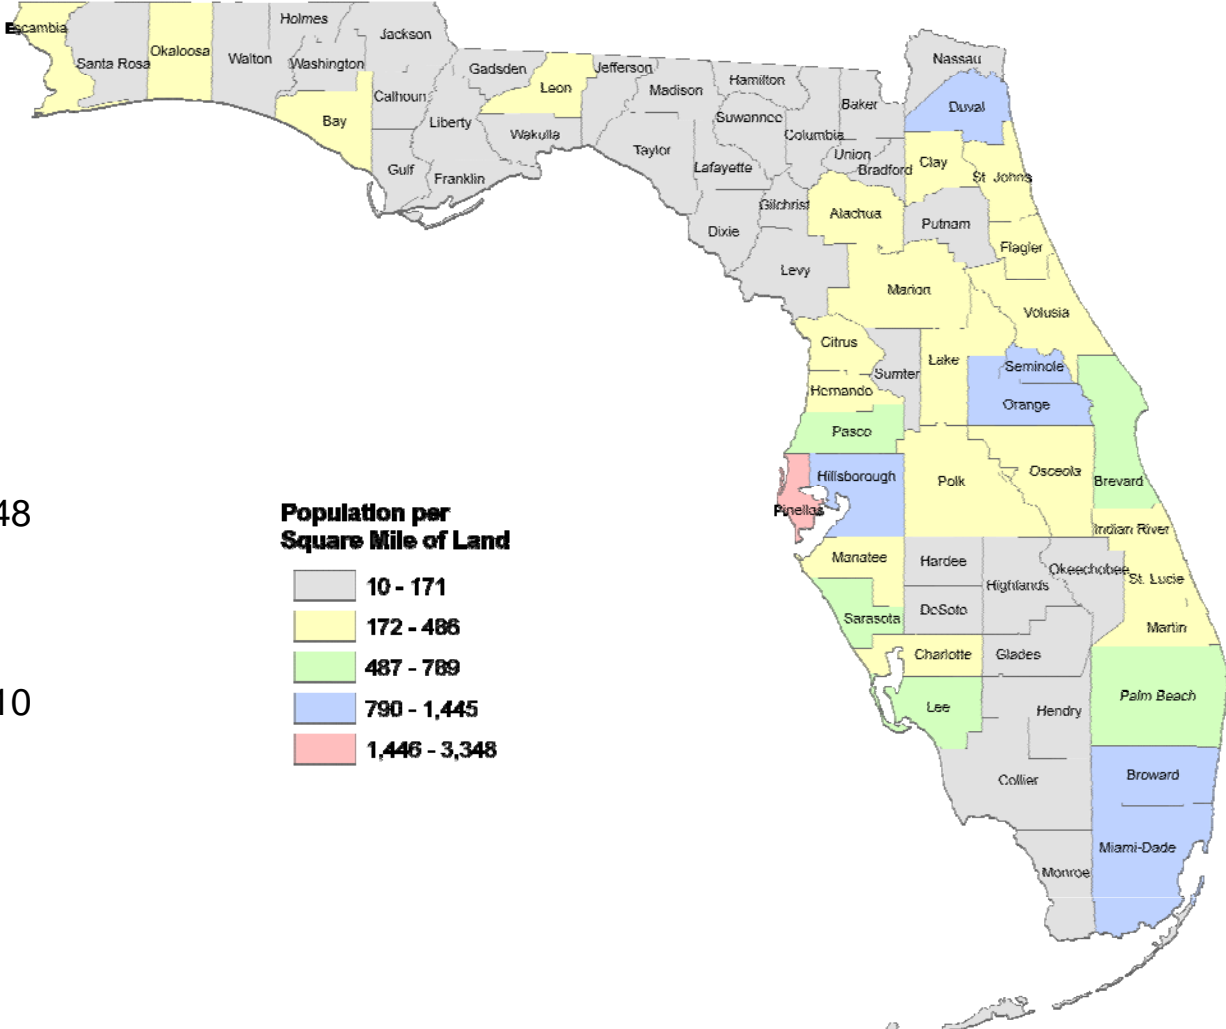 Escambia
Santa Rosa
Okaloosa
Walton
Holmes
Washington
Jackson
Bay
Calhoun
Gulf
Liberty
Franklin
Gadsden
Leon
Wakulla
Jefferson
Madison
Taylor
Hamilton
Suwannee
Lafayette
Columbia
Baker
Union
Bradford
Nassau
Duval
Clay
St Johns
Gilchrist
Dixie
Alachua
Putnam
Flagler
Levy
Marion
Volusia
Citrus
Sumter
Lake
Seminole
Hernando
Orange
Pasco
Hillsborough
Pinellas
Polk
Osceola
Brevard
Indian River
Manatee
Hardee
Okeechobee
St. Lucie
Highlands
DeSoto
Sarasota
Martin
Charlotte
Glades
Lee
Hendry
Palm Beach
Collier
Broward
Miami-Dade
Monroe
48
10
Population per
Square Mile of Land
10 - 171
172 - 486
487 - 789
790 - 1,445
1,446 - 3,348